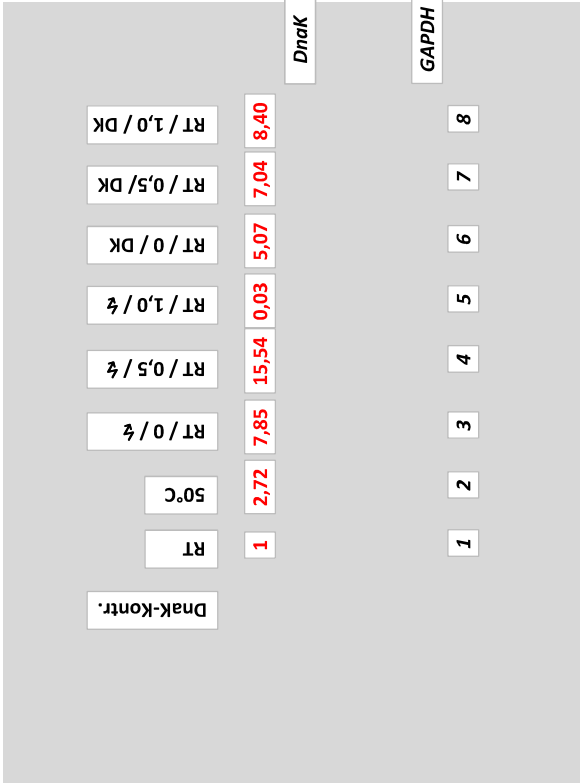 DnaK-Kontr.
RT
50°C
RT / 0 / ↯
RT / 0,5 / ↯
RT / 1,0 / ↯
RT / 0 / DK
RT / 0,5/ DK
RT / 1,0 / DK
1
2,72
7,85
15,54
0,03
5,07
7,04
8,40
DnaK
GAPDH
1
2
3
4
5
6
7
8